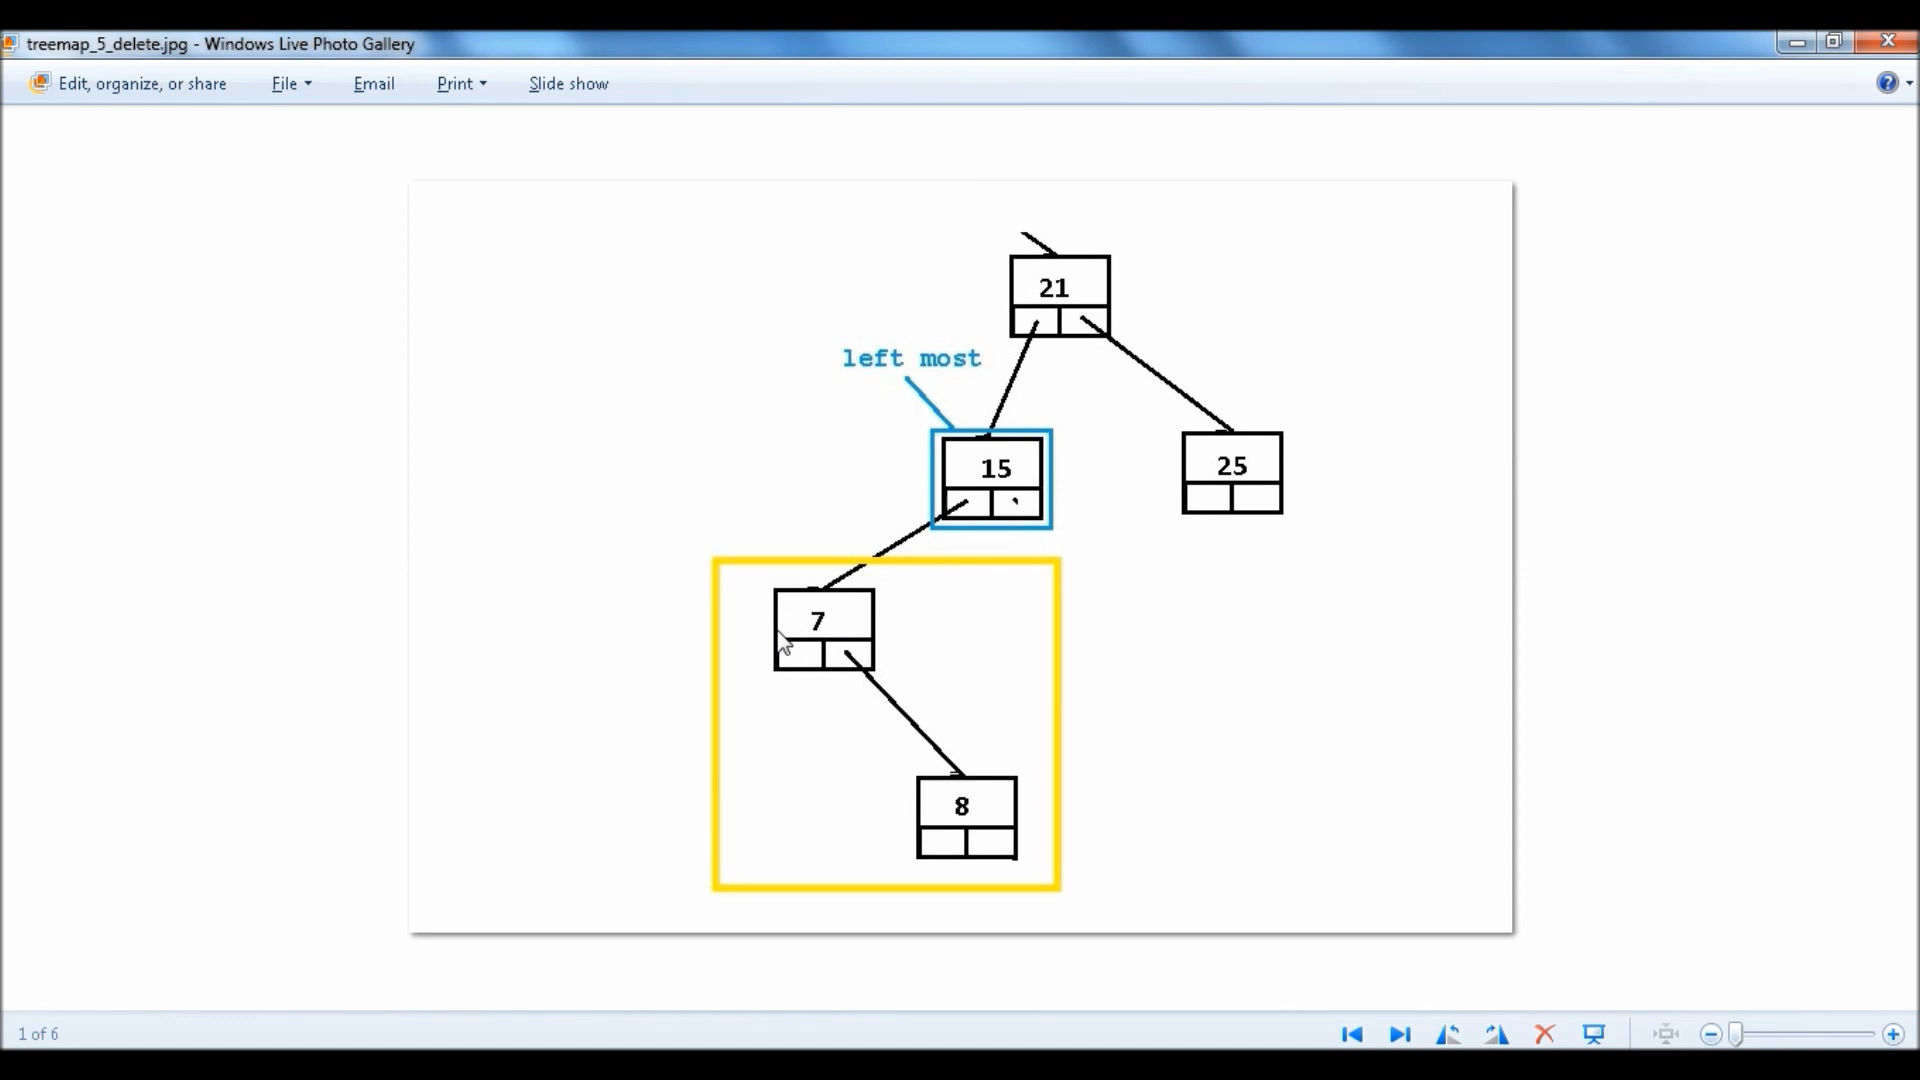 treemap_5_delete.jpg - Windows Live Photo Gallery
Edit, organize, or share File Email Print Slide show
21
left most
15
25
7
8
1 of 6